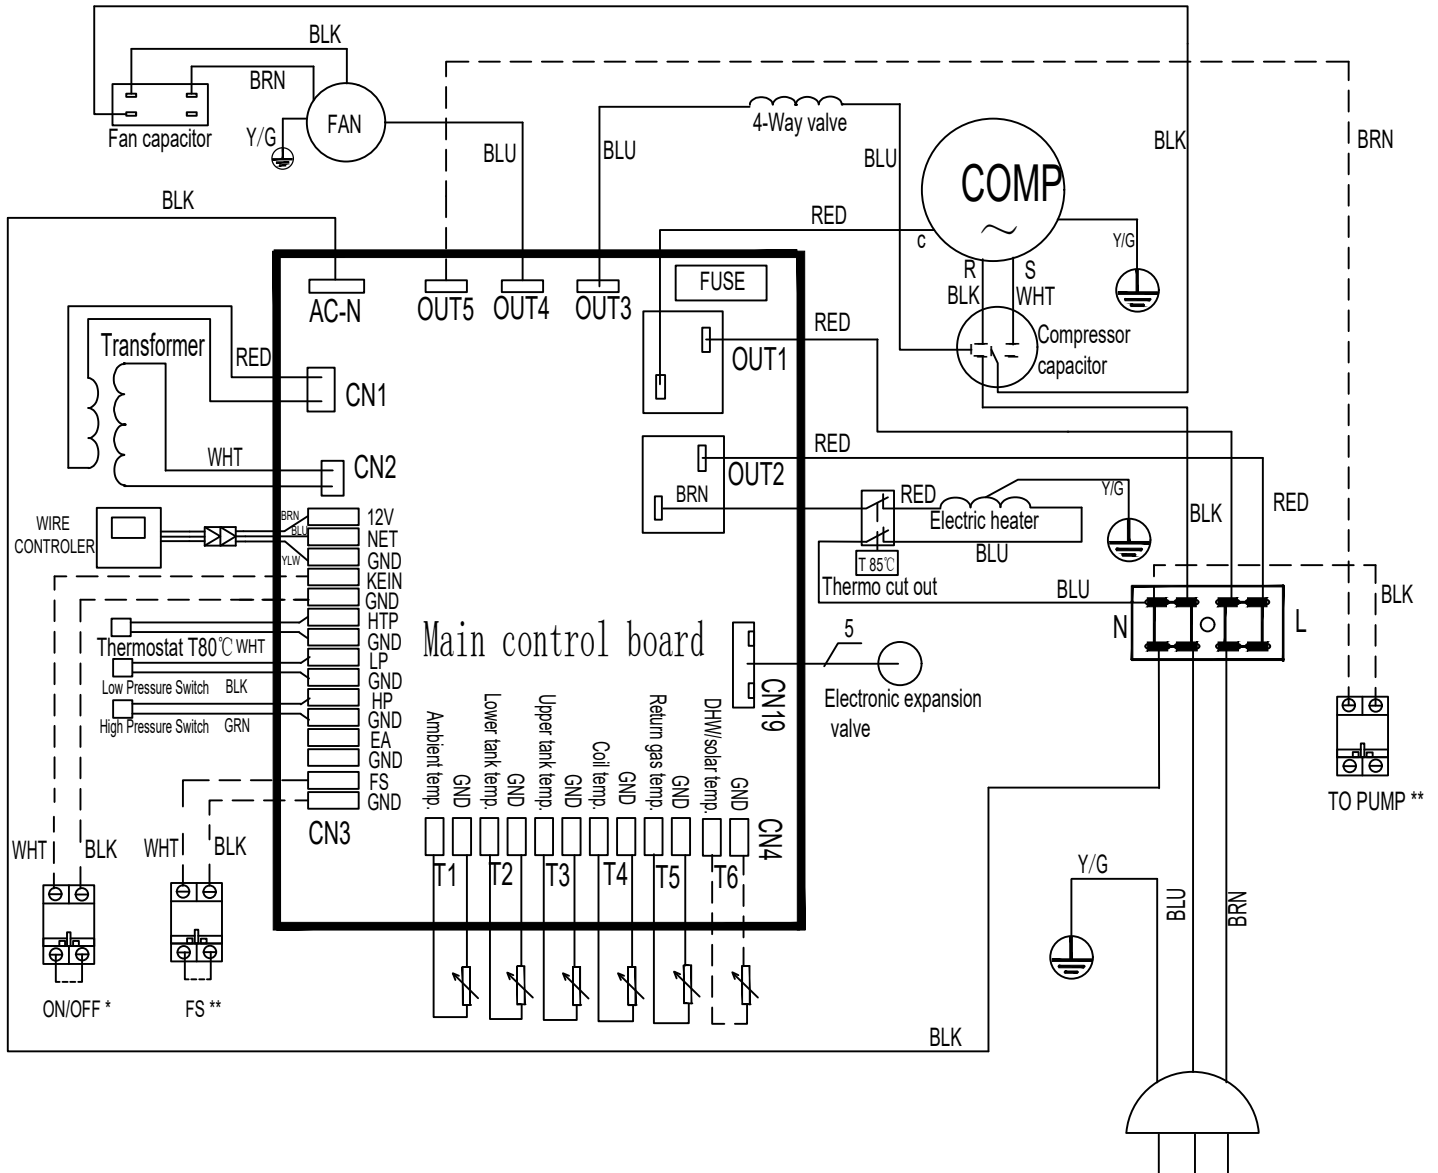 BLK
BRN
Fan capacitor
Y/G
FAN
BLU
BLU
4-Way valve
BLU
COMP
BLK
BRN
BLK
RED
C
Y/G
R
S
BLK
WHT
AC-N
OUT5
OUT4
OUT3
FUSE
RED
Compressor
capacitor
Transformer
RED
CN1
OUT1
WHT
CN2
RED
OUT2
BRN
RED
Y/G
Electric heater
BLU
BLK
RED
T 85℃
Thermo cut out
BLU
BLK
N
L
WIRE
CONTROLER
BRN
BLU
YLW
12V
NET
GND
KEIN
GND
HTP
GND
LP
GND
HP
GND
EA
GND
FS
GND
CN3
Thermostat T80℃ WHT
Low Pressure Switch BLK
High Pressure Switch GRN
Main control board
5
Electronic expansion
valve
CN19
Ambient temp.
GND
Lower tank temp.
GND
Upper tank temp.
GND
Coil temp.
GND
Return gas temp.
GND
DHW/solar temp.
GND
CN4
T1
T2
T3
T4
T5
T6
WHT
BLK
WHT
BLK
ON/OFF *
FS **
TO PUMP **
Y/G
BLU
BRN
BLK